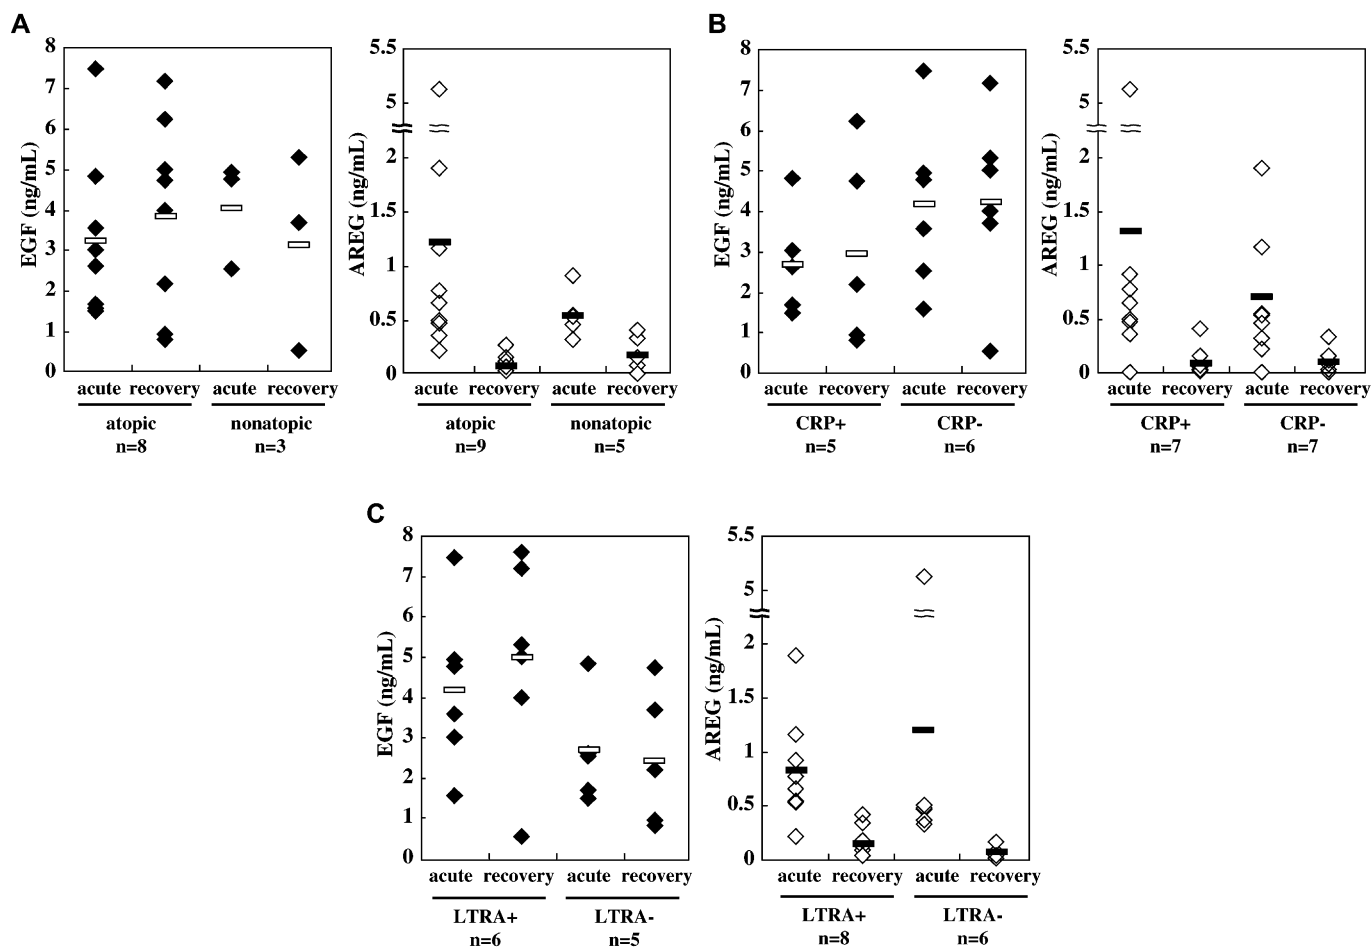 A
B
8
7
6
5
4
3
2
1
0
EGF (ng/mL)
acute recovery acute recovery
atopic nonatopic
n=8 n=3
5.5
5
2
1.5
1
0.5
0
AREG (ng/mL)
acute recovery acute recovery
atopic nonatopic
n=9 n=5
8
7
6
5
4
3
2
1
0
EGF (ng/mL)
acute recovery acute recovery
CRP+ CRP-
n=5 n=6
5.5
5
2
1.5
1
0.5
0
AREG (ng/mL)
acute recovery acute recovery
CRP+ CRP-
n=7 n=7
C
8
7
6
5
4
3
2
1
0
EGF (ng/mL)
acute recovery acute recovery
LTRA+ LTRA-
n=6 n=5
5.5
5
2
1.5
1
0.5
0
AREG (ng/mL)
acute recovery acute recovery
LTRA+ LTRA-
n=8 n=6